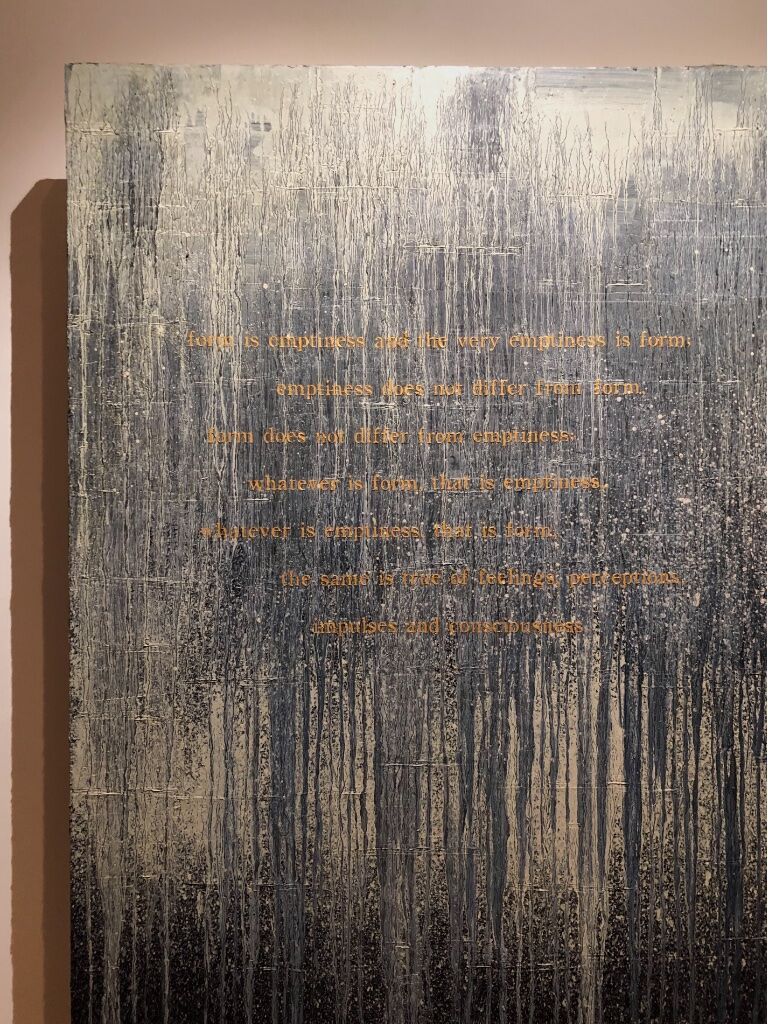 form is emptiness and the very emptiness is form;
emptiness does not differ from form,
form does not differ from emptiness;
whatever is form, that is emptiness,
whatever is emptiness, that is form,
the same is true of feelings, perceptions,
impulses and consciousness